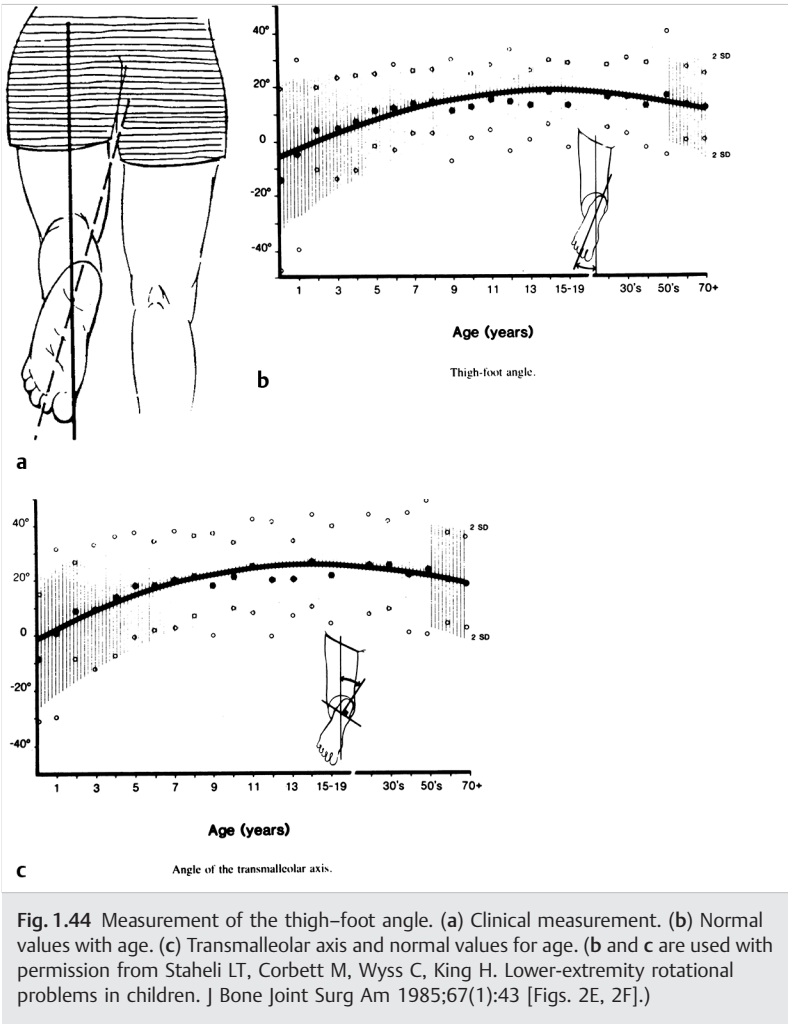 40°
20°
0
-20°
-40°
2 SD
2 SD
1 3 5 7 9 11 13 15-19 30's 50's 70+
Age (years)
Thigh-foot angle.
b
a
40°
20°
0
-20°
-40°
2 SD
2 SD
1 3 5 7 9 11 13 15-19 30's 50's 70+
Age (years)
Angle of the transmalleolar axis.
c
Fig. 1.44 Measurement of the thigh–foot angle. (a) Clinical measurement. (b) Normal
values with age. (c) Transmalleolar axis and normal values for age. (b and c are used with
permission from Staheli LT, Corbett M, Wyss C, King H. Lower-extremity rotational
problems in children. J Bone Joint Surg Am 1985;67(1):43 [Figs. 2E, 2F].)